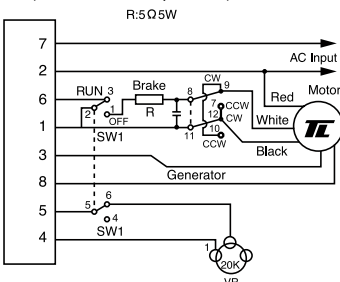 R:5Ω5W
7
AC Input
2
Red
Motor
6
RUN
3
Brake
8
CW
9
2
1
OFF
R
7
CCW
White
TL
12
CW
1
SW1
11
10
CCW
Black
3
Generator
8
5
5
6
4
SW1
4
1
20K
VR